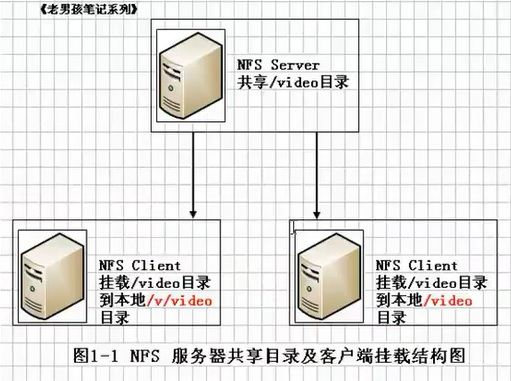 《老男孩笔记系列》
NFS Server
共享/video目录
NFS Client
挂载/video目录
到本地/v/video
目录
NFS Client
挂载/video目录
到本地/video
目录
图1-1 NFS 服务器共享目录及客户端挂载结构图